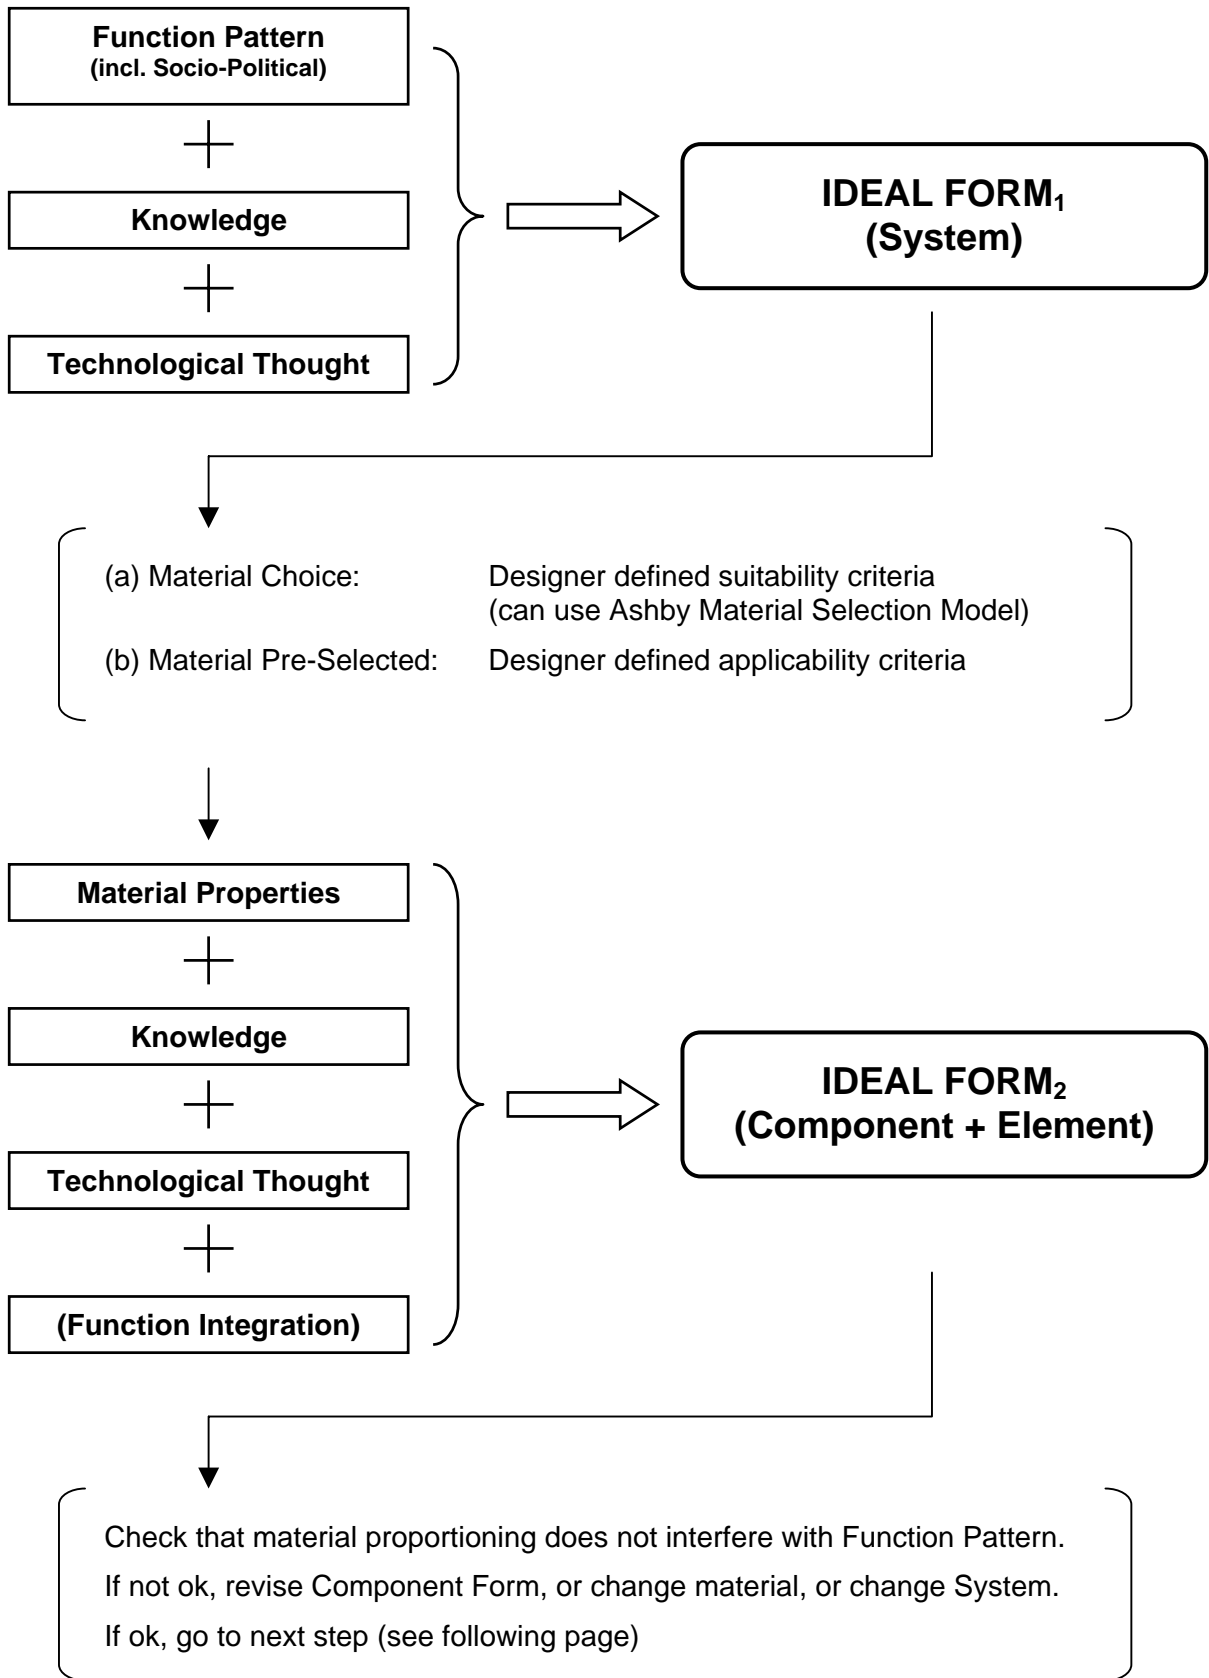 Function Pattern
(incl. Socio-Political)
Knowledge
Technological Thought
IDEAL FORM₁
(System)
(a) Material Choice: Designer defined suitability criteria
(can use Ashby Material Selection Model)
(b) Material Pre-Selected: Designer defined applicability criteria
Material Properties
Knowledge
Technological Thought
(Function Integration)
IDEAL FORM₂
(Component + Element)
Check that material proportioning does not interfere with Function Pattern.
If not ok, revise Component Form, or change material, or change System.
If ok, go to next step (see following page)